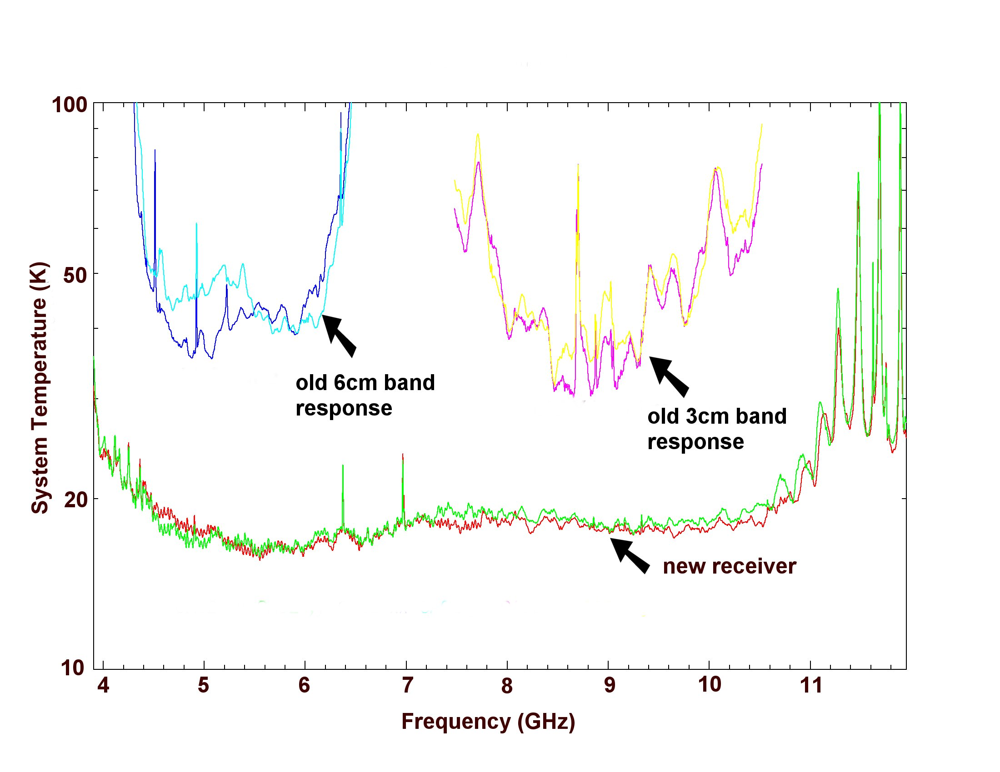 100
50
20
10
System Temperature (K)
old 6cm band
response
old 3cm band
response
new receiver
4 5 6 7 8 9 10 11
Frequency (GHz)